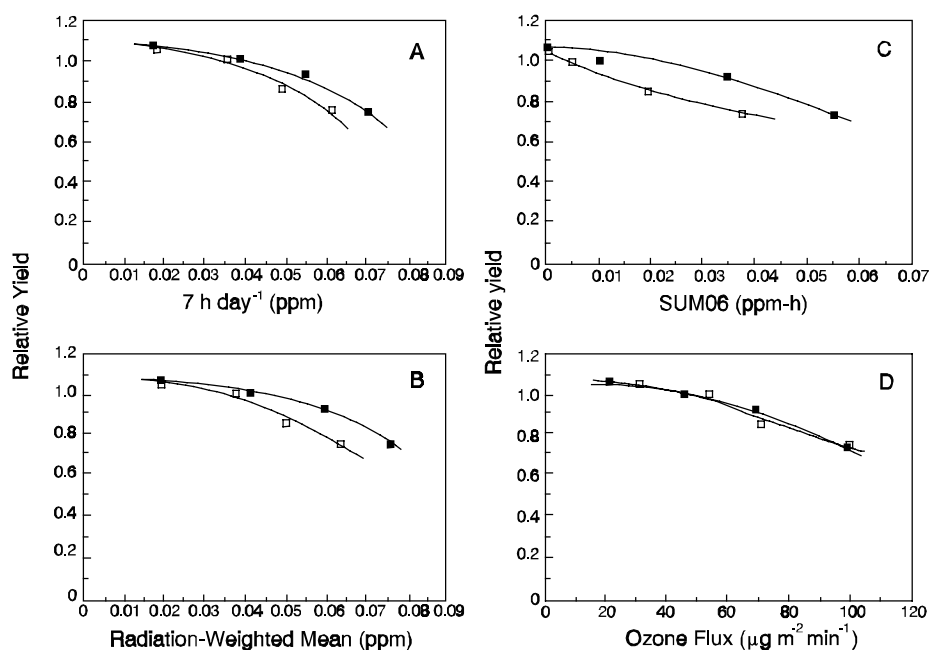 1.2
1.0
0.8
0.6
1.0
0.2
0
A
0 0.01 0.02 0.03 0.04 0.05 0.06 0.07 0.08 0.09
7 h day⁻¹ (ppm)
1.2
1.0
0.8
0.6
1.0
0.2
0
C
0 0.01 0.02 0.03 0.04 0.05 0.06 0.07
SUM06 (ppm-h)
Relative Yield
Relative yield
1.2
1.0
0.8
0.6
1.0
0.2
0
B
0 0.01 0.02 0.03 0.04 0.05 0.06 0.07 0.08 0.09
Radiation-Weighted Mean (ppm)
1.2
1.0
0.8
0.6
1.0
0.2
0
D
0 20 40 60 80 100 120
Ozone Flux (μg m⁻² min⁻¹)